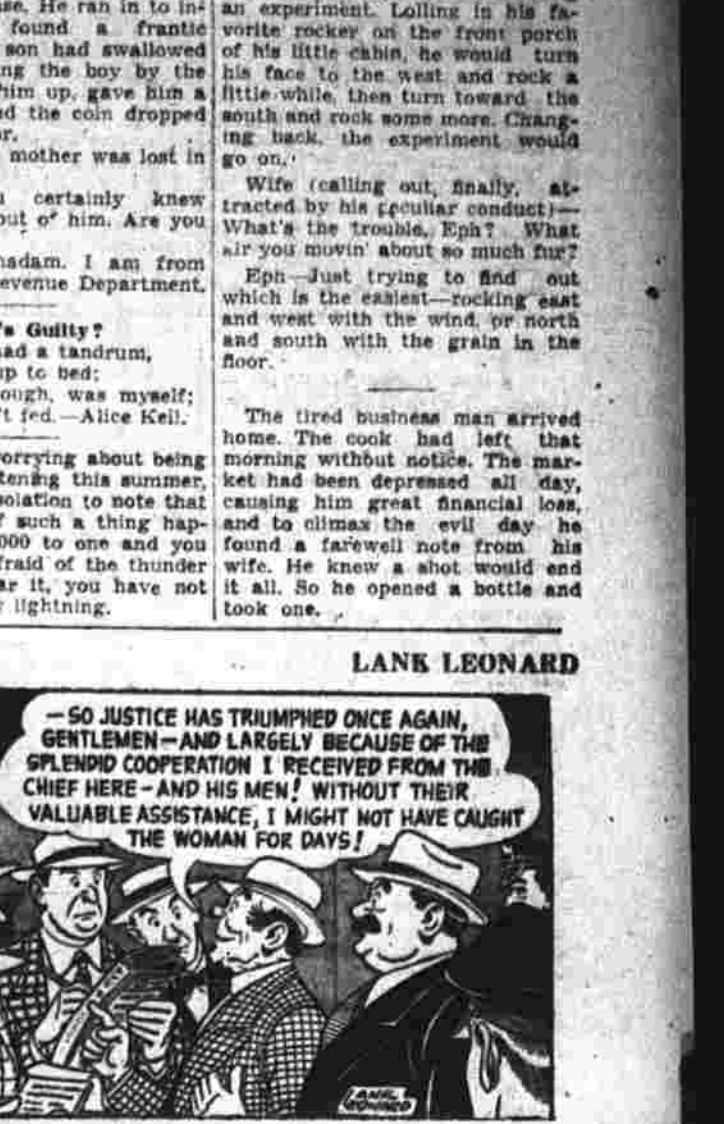 se. He ran in to in-
found a frantic
son had swallowed
ng the boy by the
him up, gave him a
nd the coin dropped
r.
mother was lost in
certainly knew
out of him. Are you
madam. I am from
evenue Department.
's Guilty?
had a tandrum,
up to bed;
ough, was myself;
't fed.—Alice Keil.
orrying about being
tening this summer,
solation to note that
f such a thing hap-
000 to one and you
fraid of the thunder
ar it, you have not
r lightning.
an experiment. Lolling in his fa-
vorite rocker on the front porch
of his little cabin, he would turn
his face to the west and rock a
little while, then turn toward the
south and rock some more. Chang-
ing back, the experiment would
go on.
Wife (calling out, finally, at-
tracted by his peculiar conduct)—
What's the trouble, Eph? What
air you movin' about so much fur?
Eph—Just trying to find out
which is the easiest—rocking east
and west with the wind, or north
and south with the grain in the
floor.
The tired business man arrived
home. The cook had left that
morning without notice. The mar-
ket had been depressed all day,
causing him great financial loss,
and to climax the evil day he
found a farewell note from his
wife. He knew a shot would end
it all. So he opened a bottle and
took one.
LANK LEONARD
—SO JUSTICE HAS TRIUMPHED ONCE AGAIN,
GENTLEMEN—AND LARGELY BECAUSE OF THE
SPLENDID COOPERATION I RECEIVED FROM THE
CHIEF HERE—AND HIS MEN! WITHOUT THEIR
VALUABLE ASSISTANCE, I MIGHT NOT HAVE CAUGHT
THE WOMAN FOR DAYS!
LANK
LEONARD